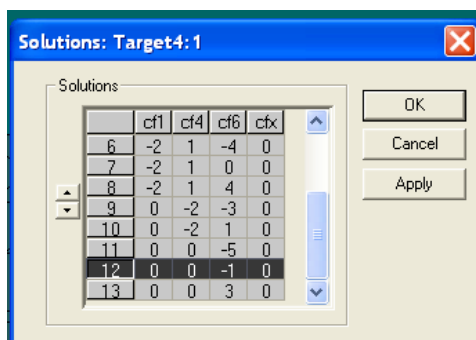 Solutions: Target4:1
Solutions
cf1 cf4 cf6 cfx
6 -2 1 -4 0
7 -2 1 0 0
8 -2 1 4 0
9 0 -2 -3 0
10 0 -2 1 0
11 0 0 -5 0
12 0 0 -1 0
13 0 0 3 0
OK
Cancel
Apply